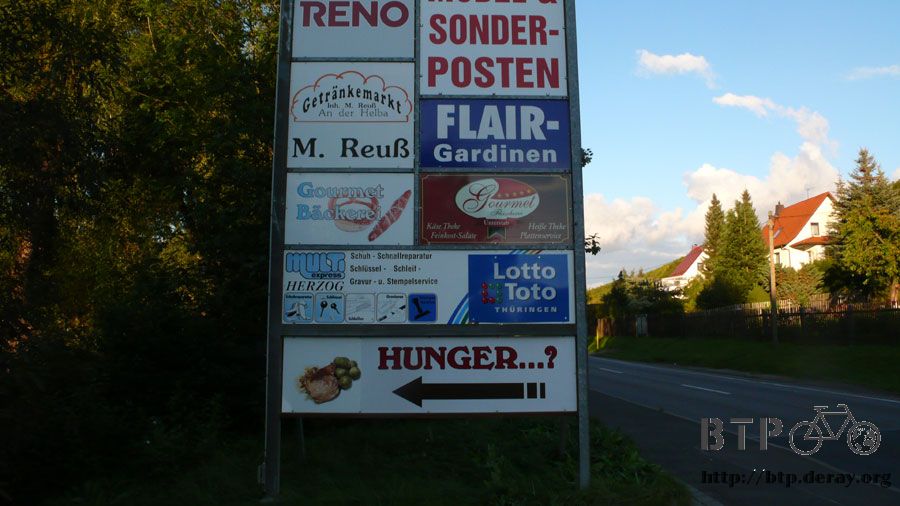 RENO
MÖBEL &
SONDER-
POSTEN
Getränkemarkt
Inh. M. Reuß
An der Helba
M. Reuß
FLAIR-
Gardinen
Gourmet
Bäckerei
Gourmet
Fleischerei
Käse Theke
Feinkost-Salate
Heiße Theke
Plattenservice
MULTI
express
HERZOG
Schuh - Schnellreparatur
Schlüssel - Schleif -
Gravur - u. Stempelservice
Lotto
Toto
THÜRINGEN
HUNGER...?
BTP
http://btp.deray.org